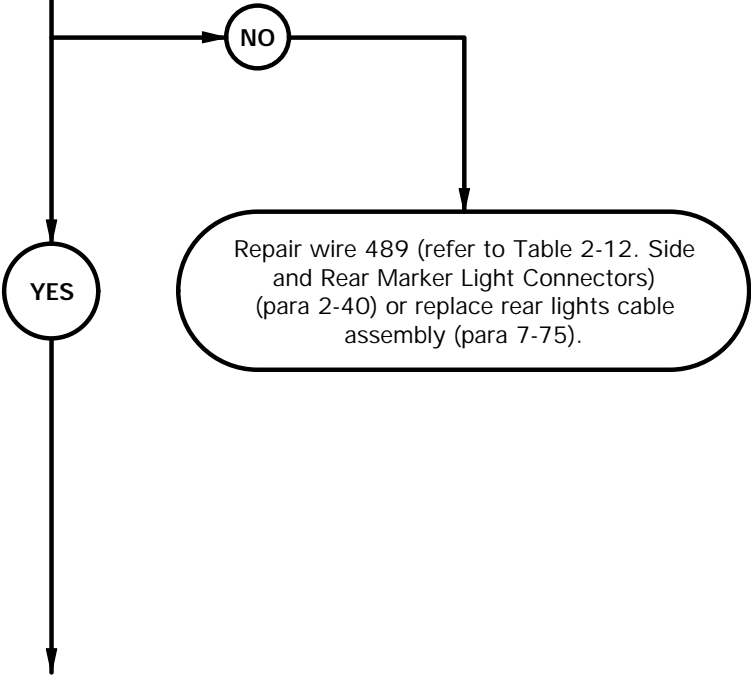 NO
YES
Repair wire 489 (refer to Table 2-12. Side
and Rear Marker Light Connectors)
(para 2-40) or replace rear lights cable
assembly (para 7-75).